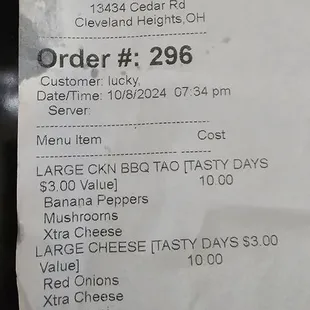 13434 Cedar Rd
Cleveland Heights,OH
Order #: 296
Customer: lucky,
Date/Time: 10/8/2024 07:34 pm
Server:
Menu Item Cost
LARGE CKN BBQ TAO [TASTY DAYS
$3.00 Value] 10.00
Banana Peppers
Mushrooms
Xtra Cheese
LARGE CHEESE [TASTY DAYS $3.00
Value] 10.00
Red Onions
Xtra Cheese